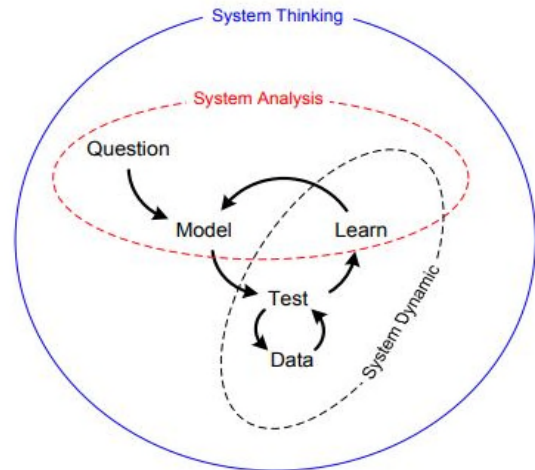 System Thinking
System Analysis
Question
Model
Learn
Test
Data
System Dynamic